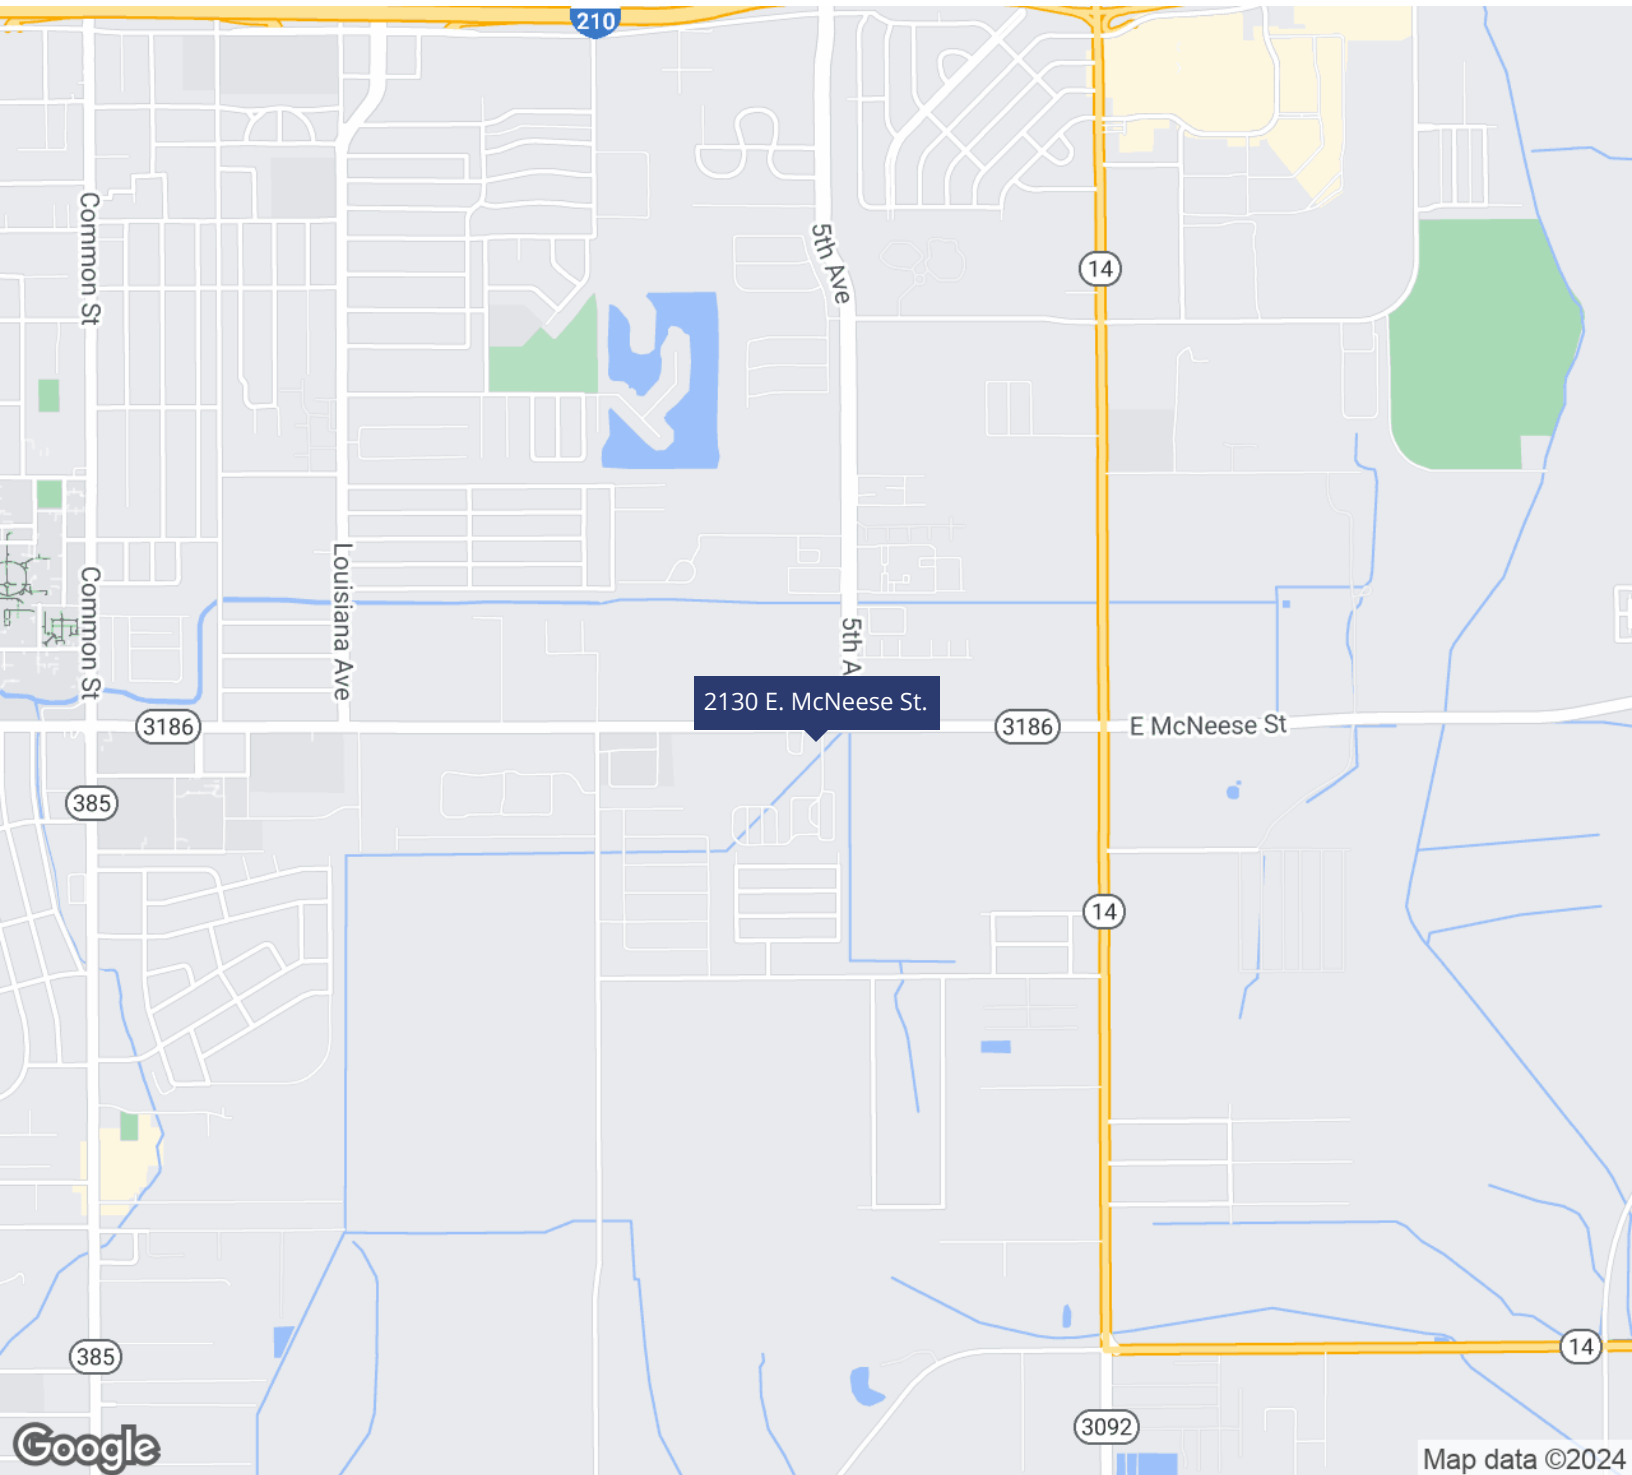 210
Common St
5th Ave
14
Louisiana Ave
Common St
5th A
2130 E. McNeese St.
3186
3186
E McNeese St
385
14
385
14
3092
Google
Map data ©2024